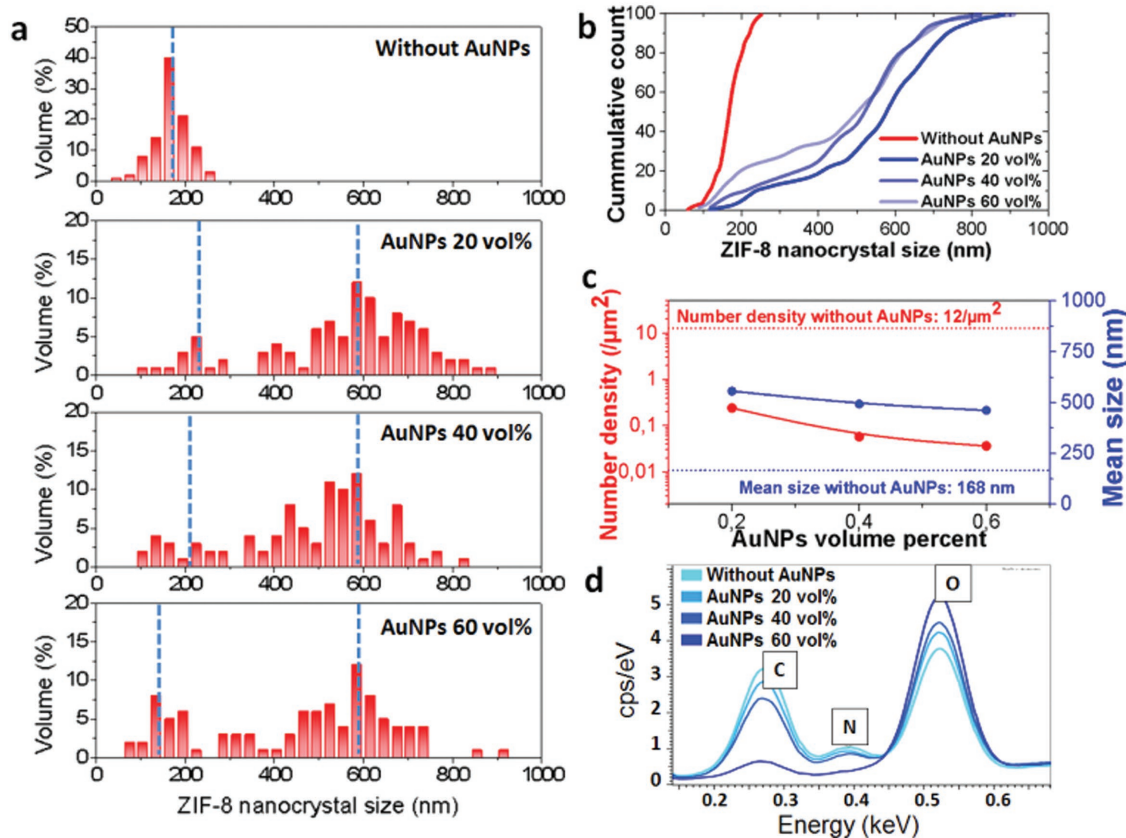 a
Without AuNPs
50
40
30
20
10
0
Volume (%)
0 200 400 600 800 1000
AuNPs 20 vol%
20
15
10
5
0
Volume (%)
0 200 400 600 800 1000
AuNPs 40 vol%
20
15
10
5
0
Volume (%)
0 200 400 600 800 1000
AuNPs 60 vol%
20
15
10
5
0
Volume (%)
0 200 400 600 800 1000
ZIF-8 nanocrystal size (nm)
b
100
80
60
40
20
0
Cummulative count
Without AuNPs
AuNPs 20 vol%
AuNPs 40 vol%
AuNPs 60 vol%
0 200 400 600 800 1000
ZIF-8 nanocrystal size (nm)
c
Number density without AuNPs: 12/µm²
10
1
0,1
0,01
Number density (/µm²)
1000
750
500
250
0
Mean size (nm)
Mean size without AuNPs: 168 nm
0,2 0,4 0,6
AuNPs volume percent
d
Without AuNPs
AuNPs 20 vol%
AuNPs 40 vol%
AuNPs 60 vol%
C
N
O
5
4
3
2
1
0
cps/eV
0.2 0.3 0.4 0.5 0.6
Energy (keV)